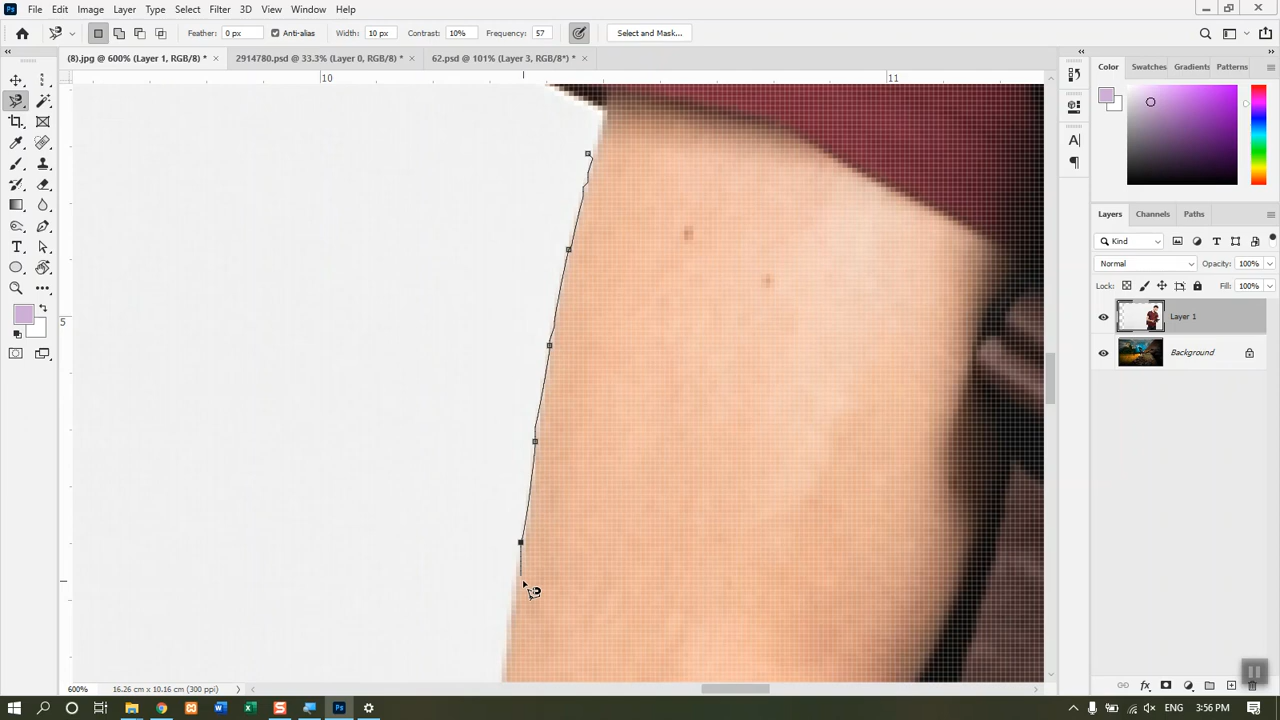 File Edit Image Layer Type Select Filter 3D View Window Help
Feather: 0 px Anti-alias Width: 10 px Contrast: 10% Frequency: 57 Select and Mask...
(8).jpg @ 600% (Layer 1, RGB/8) * × 2914780.psd @ 33.3% (Layer 0, RGB/8) * × 62.psd @ 101% (Layer 3, RGB/8*) * ×
10 11
5
Color Swatches Gradients Patterns
Layers Channels Paths
Kind
Normal Opacity: 100%
Lock: Fill: 100%
Layer 1
Background
600% 16.26 cm x 10.16 cm (300 ppi)
ENG 3:56 PM